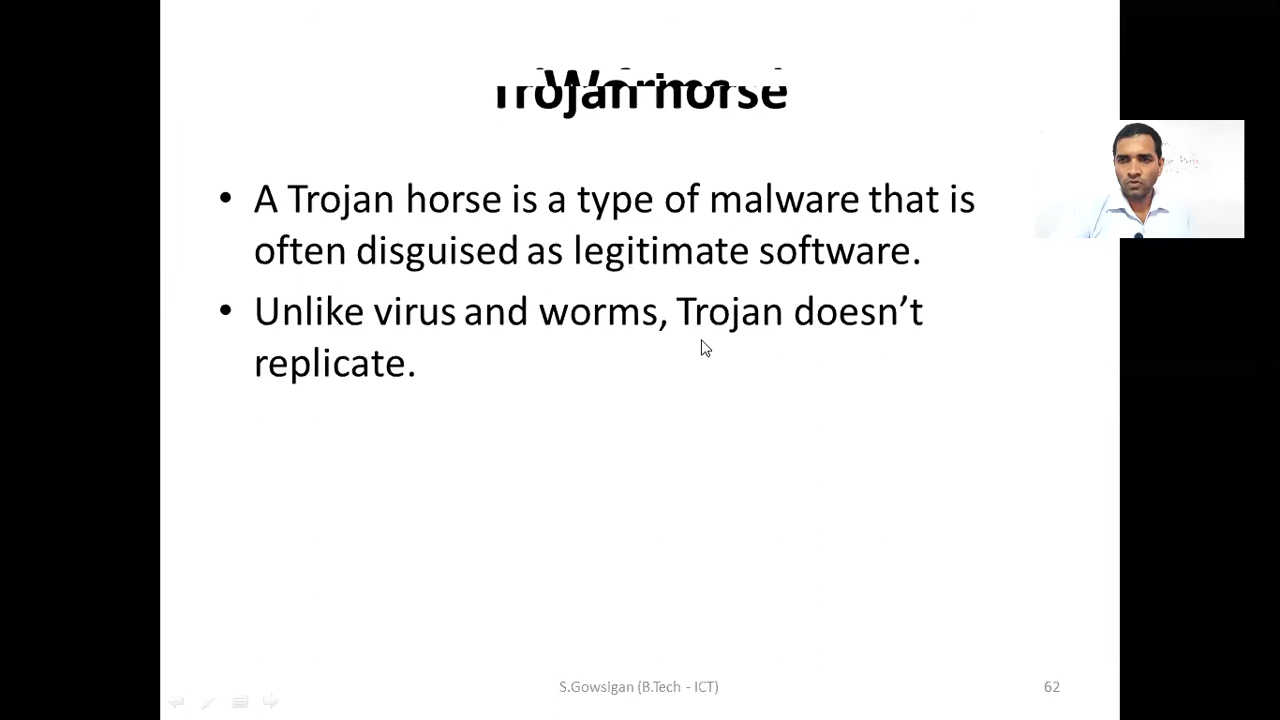 Trojan horse
• A Trojan horse is a type of malware that is
often disguised as legitimate software.
• Unlike virus and worms, Trojan doesn’t
replicate.
S.Gowsigan (B.Tech - ICT)
62